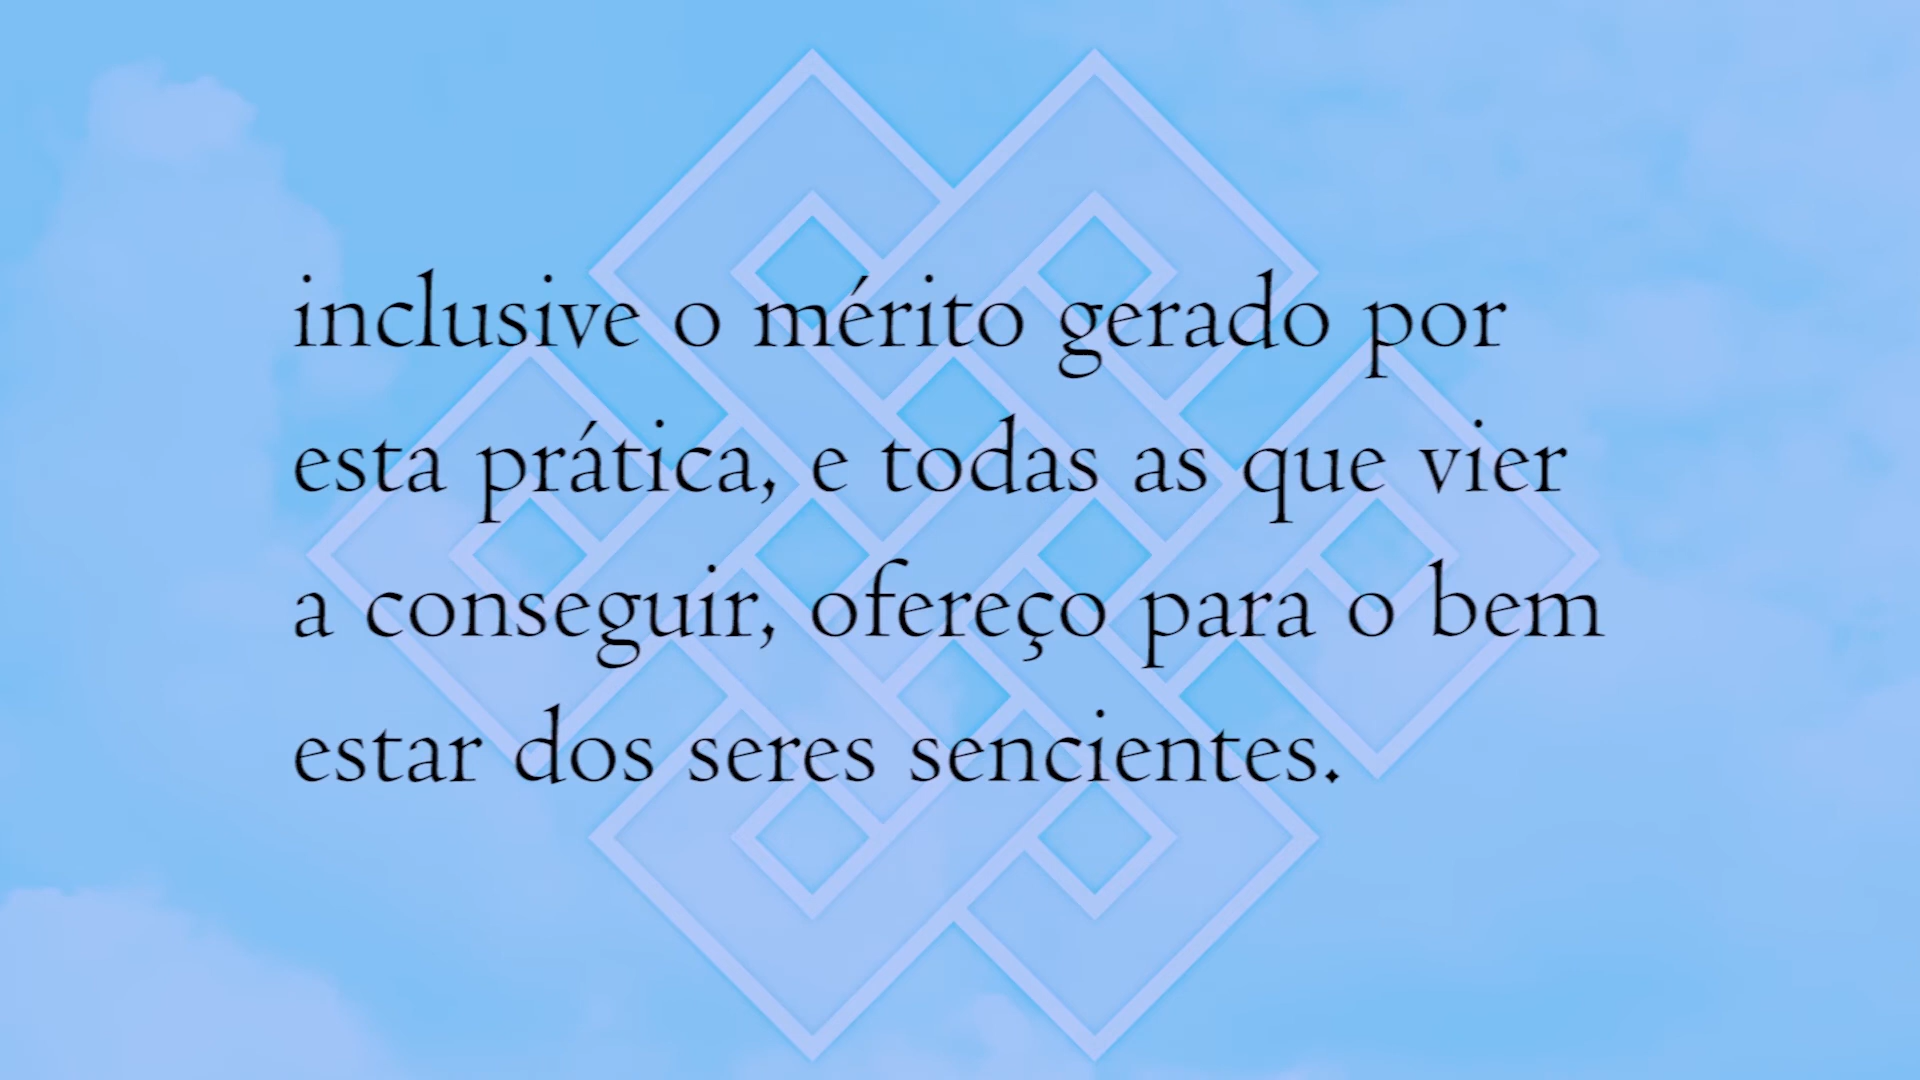 inclusive o mérito gerado por
esta prática, e todas as que vier
a conseguir, ofereço para o bem
estar dos seres sencientes.